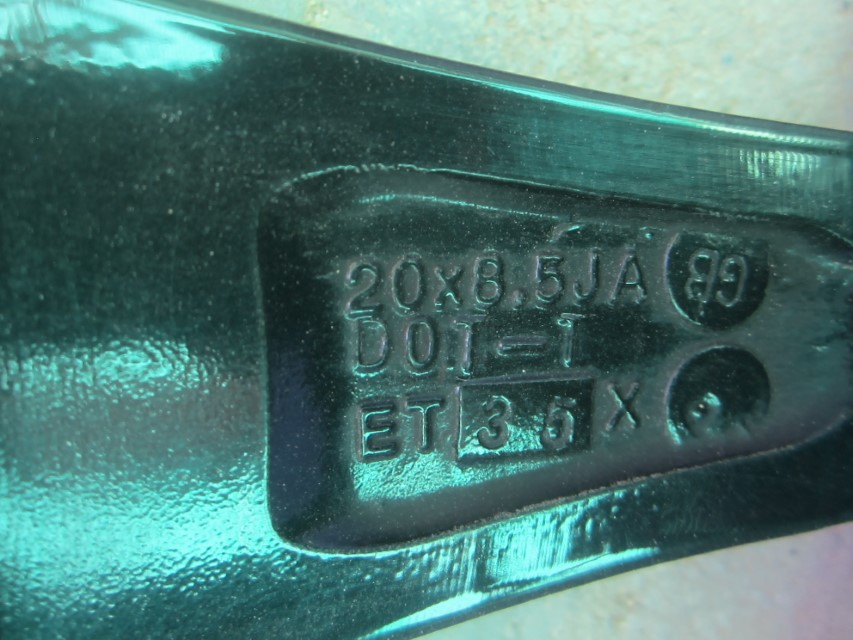 20x8.5JA
DOT-T
ET 35 X